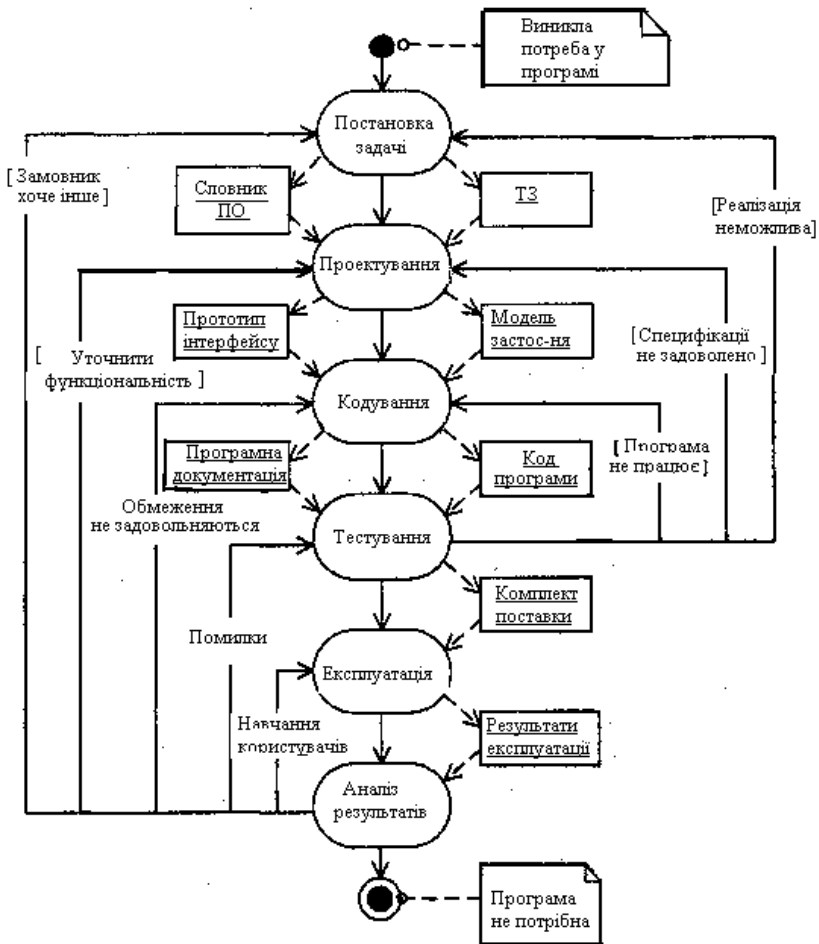 Виникла
потреба у
програмі
Постановка
задачі
[ Замовник
хоче інше ]
Словник
ПО
ТЗ
[Реалізація
неможлива]
Проектування
Прототип
інтерфейсу
Модель
застос-ня
[ Уточнити
функціональність ]
[Специфікації
не задоволено]
Кодування
Програмна
документація
Код
програми
[ Програма
не працює]
Обмеження
не задовольняються
Тестування
Комплект
поставки
Помилки
Експлуатація
Навчання
користувачів
Результати
експлуатації
Аналіз
результатів
Програма
не потрібна